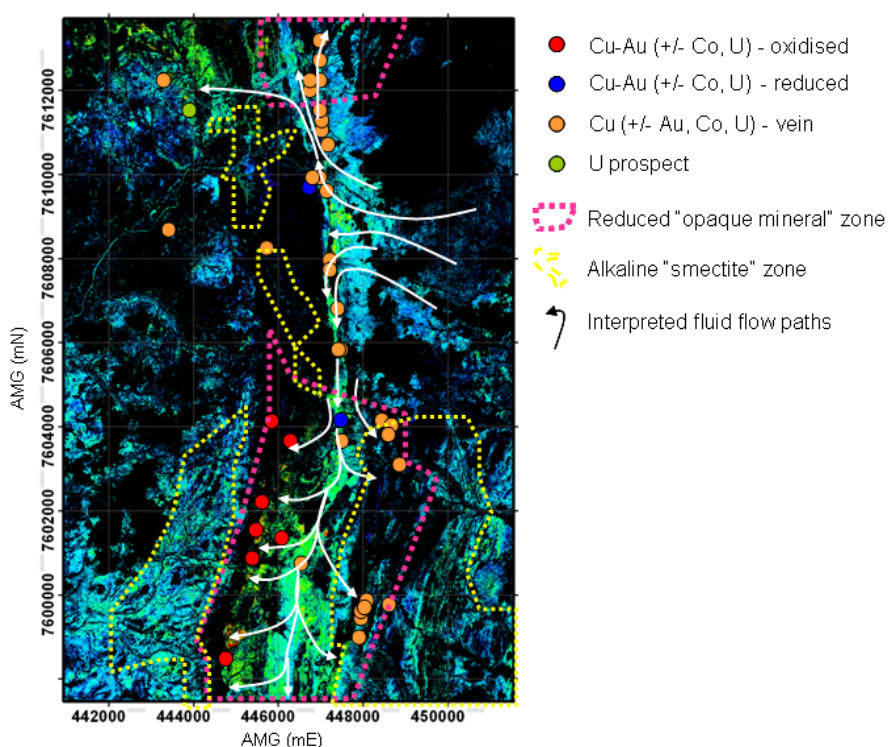 Cu-Au (+/- Co, U) - oxidised
Cu-Au (+/- Co, U) - reduced
Cu (+/- Au, Co, U) – vein
U prospect
Reduced "opaque mineral" zone
Alkaline "smectite" zone
Interpreted fluid flow paths
AMG (mN)
7612000
7610000
7608000
7606000
7604000
7602000
7600000
442000 444000 446000 448000 450000
AMG (mE)